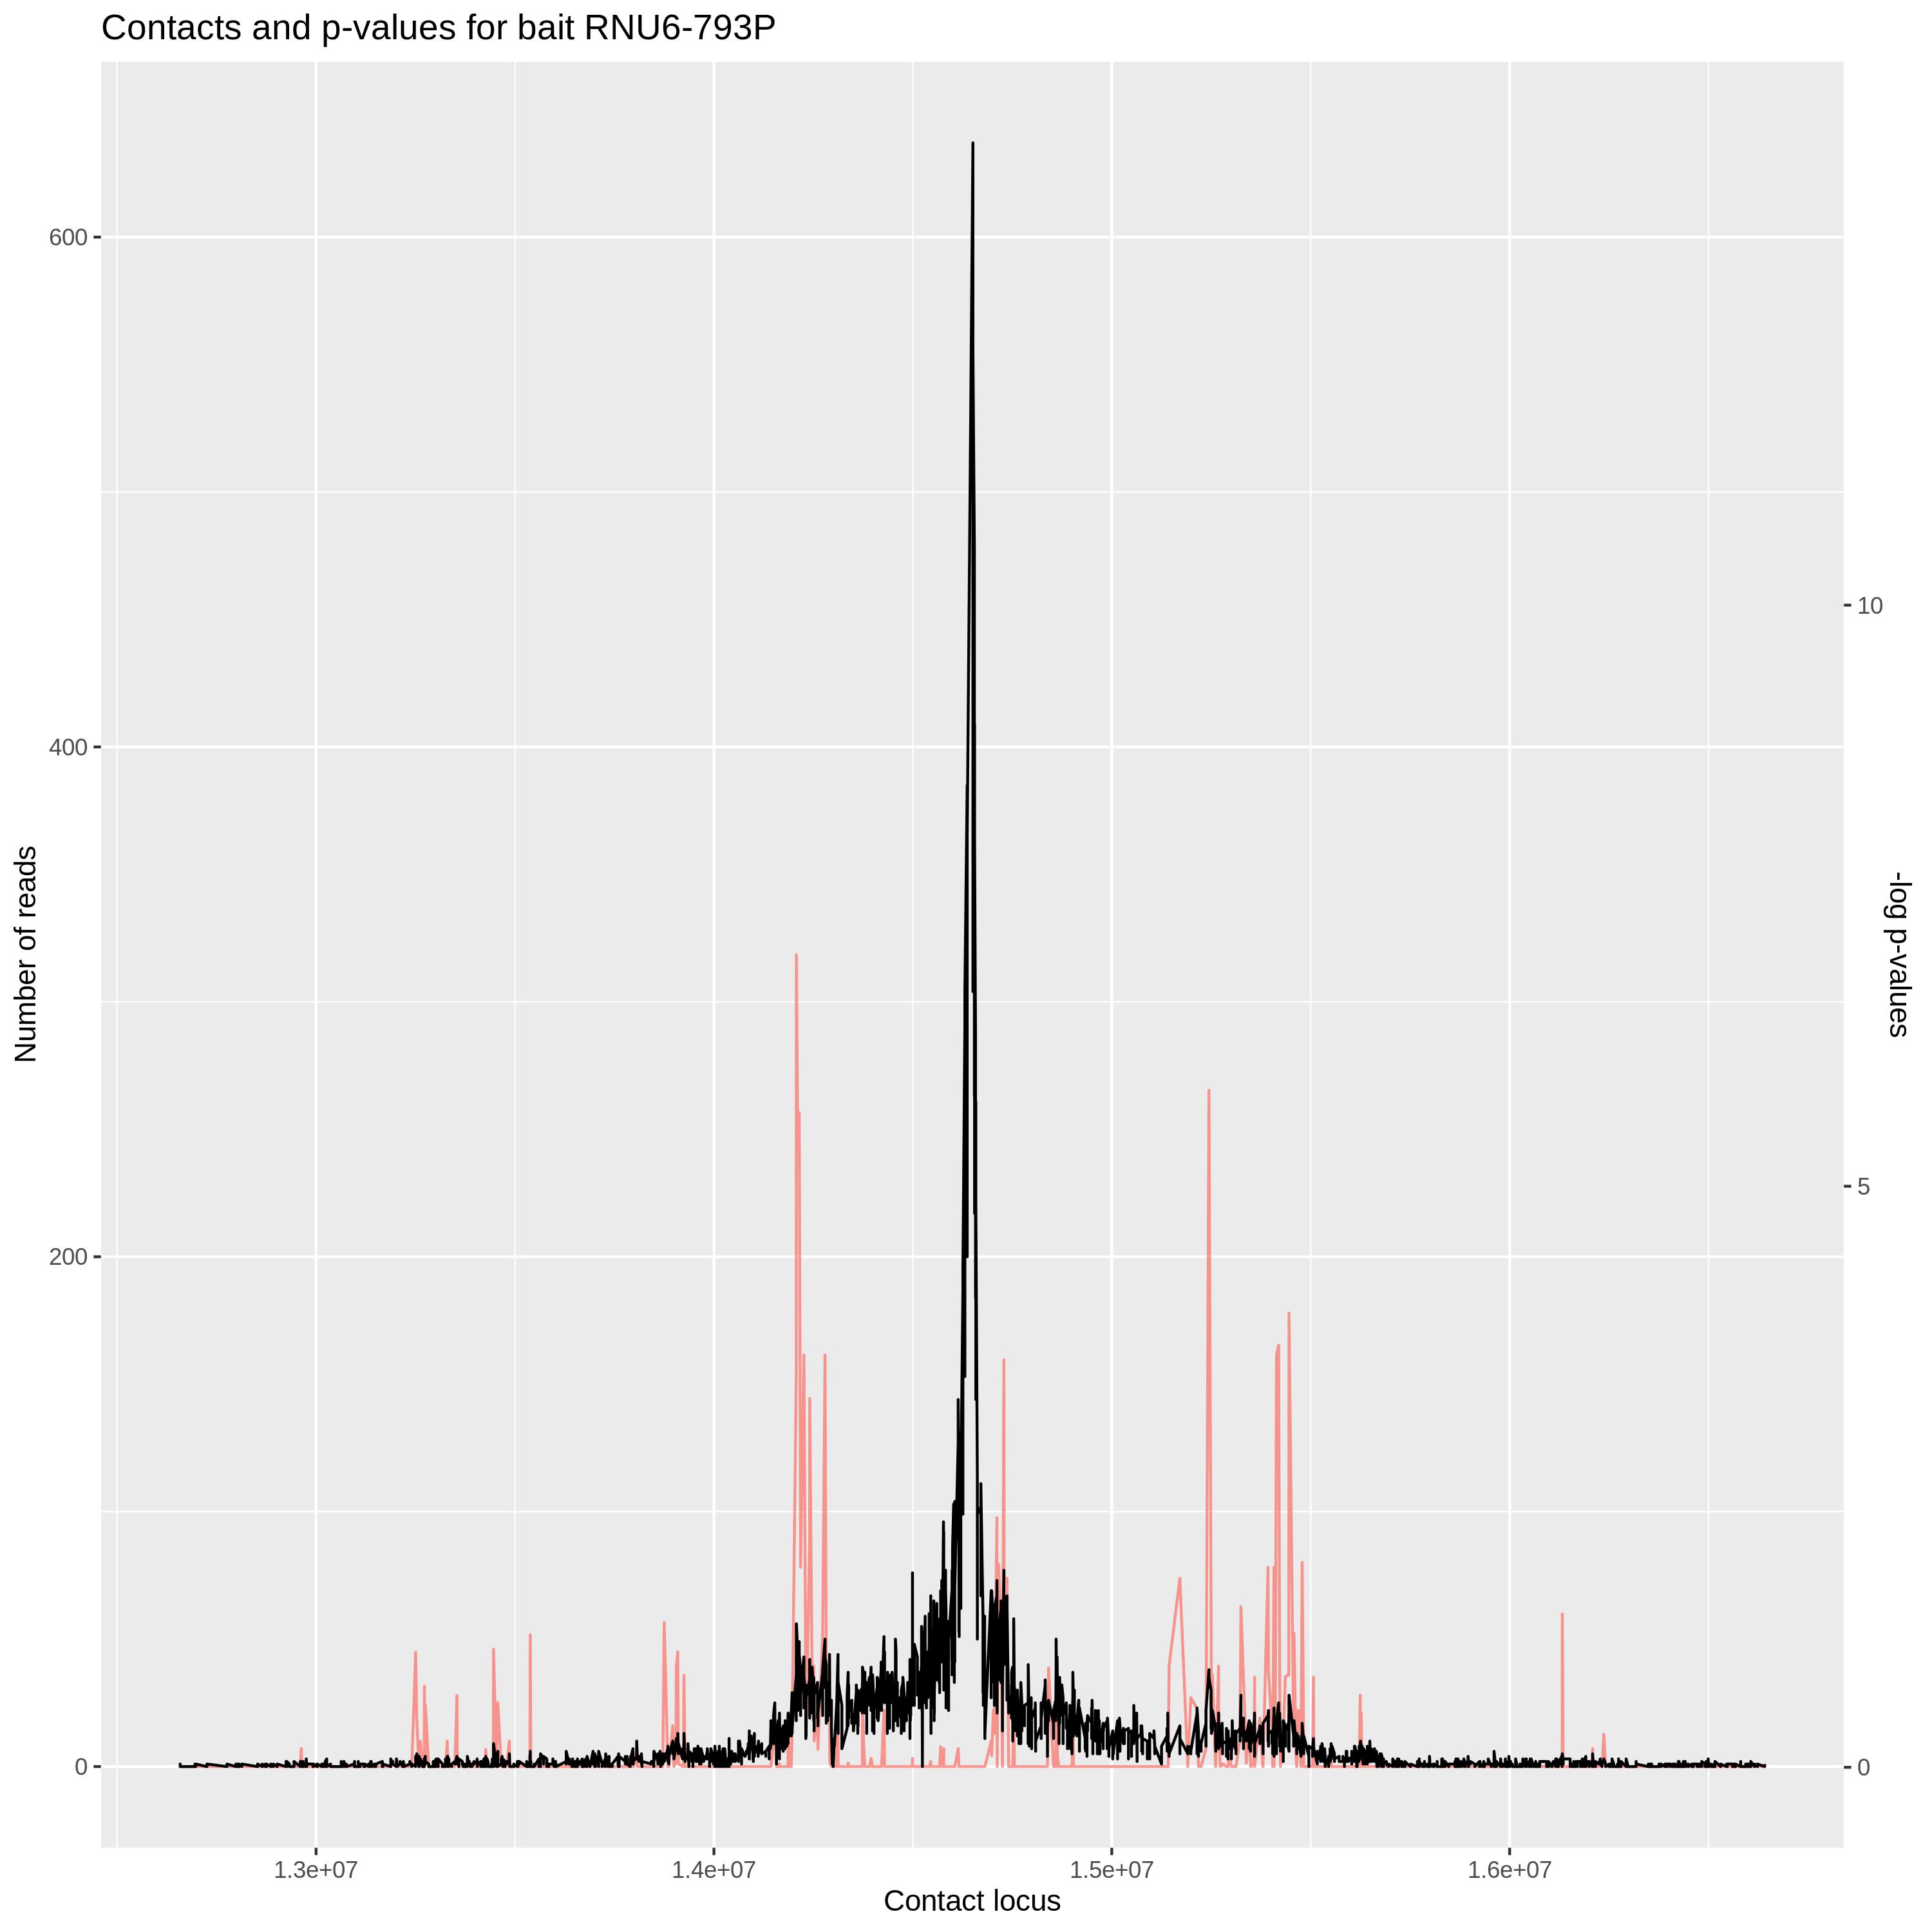 Contacts and p-values for bait RNU6-793P
600
400
200
0
Number of reads
10
5
0
-log p-values
1.3e+07
1.4e+07
1.5e+07
1.6e+07
Contact locus